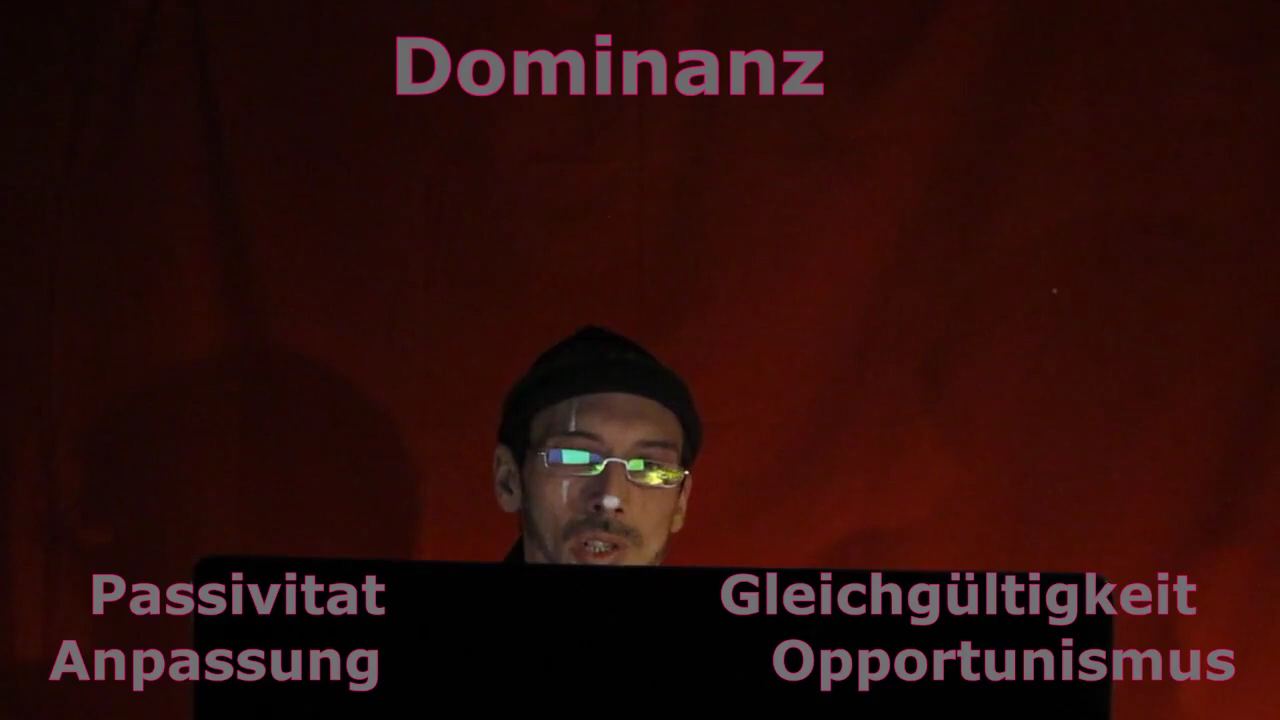 Dominanz
Passivitat
Gleichgültigkeit
Anpassung
Opportunismus